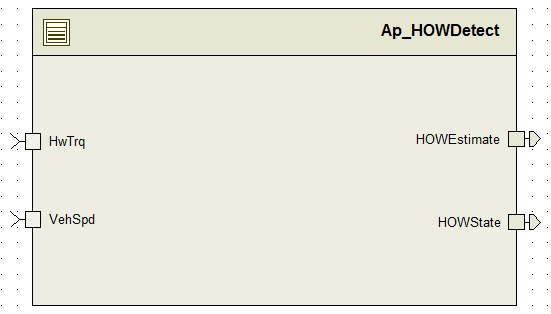 Ap_HOWDetect
HwTrq
HOWEstimate
VehSpd
HOWState